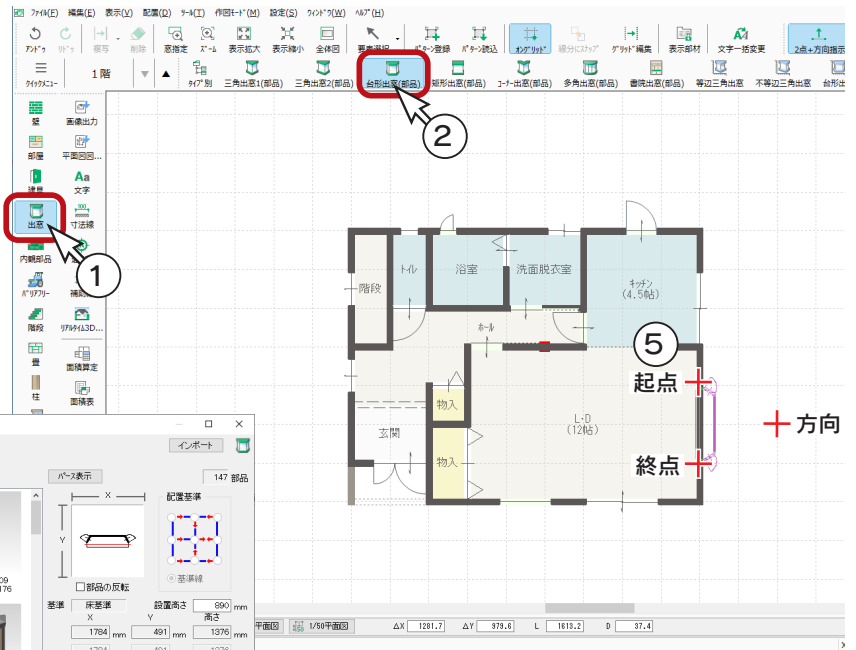 ファイル(F) 編集(E) 表示(V) 配置(D) ツール(T) 作図モード(M) 設定(S) ウィンドウ(W) ヘルプ(H)
アンドゥ リドゥ 複写 削除 窓指定 ズーム 表示拡大 表示縮小 全体図 要素選択 パターン登録 パターン読込 オングリッド 線分にスナップ グリッド編集 表示部材 文字一括変更 2点+方向指示
クイックメニュー 1階 タイプ別 三角出窓1(部品) 三角出窓2(部品) 台形出窓(部品) 矩形出窓(部品) コーナー出窓(部品) 多角出窓(部品) 書院出窓(部品) 等辺三角出窓 不等辺三角出窓 台形出
②
壁 画像出力
部屋 平面図図...
建具 文字
出窓 寸法線
100
Aa
①
内観部品
バリアフリー 補助
階段 リアルタイム3D...
畳 面積算定
柱 面積表
トイレ 浴室 洗面脱衣室 キッチン
(4.5帖)
階段
ホール
⑤
起点
物入 L・D
(12帖)
方向
玄関
物入 終点
インポート
パース表示 147 部品
X 配置基準
Y
基準線
部品の反転
基準 床基準 設置高さ 890 mm
X Y 高さ
1784 mm 491 mm 1376 mm
1784 491 1376
09
176
平面図 1/50平面図 ΔX 1281.7 ΔY 979.6 L 1613.2 D 37.4